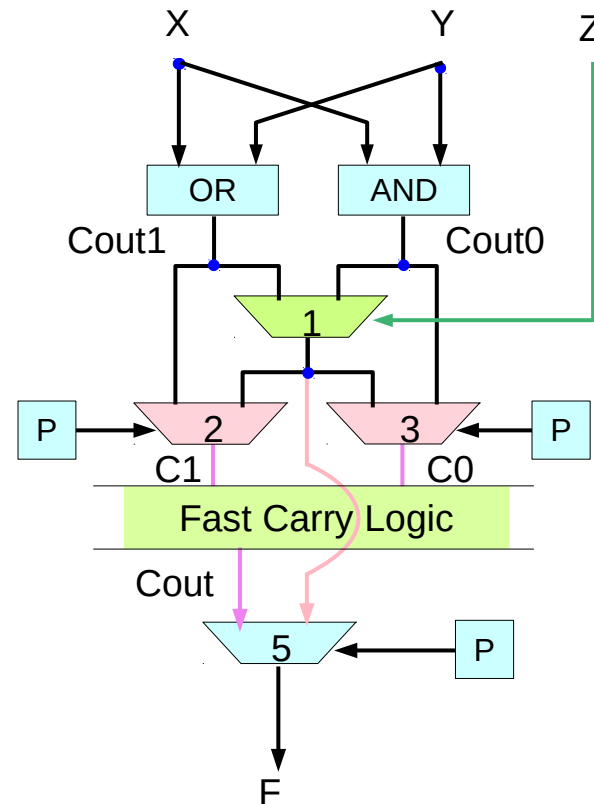 X Y Z
OR AND
Cout1 Cout0
1
P 2 3 P
C1 C0
Fast Carry Logic
Cout
5 P
F